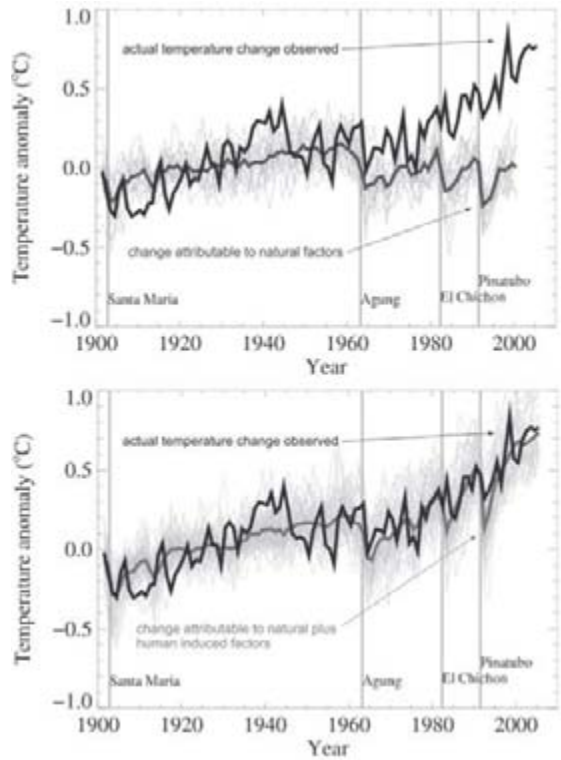 1.0
actual temperature change observed
0.5
0.0
−0.5
change attributable to natural factors
Pinatubo
Santa Maria Agung El Chichon
−1.0
1900 1920 1940 1960 1980 2000
Year
Temperature anomaly (°C)
1.0
actual temperature change observed
0.5
0.0
−0.5
change attributable to natural plus
human induced factors
Pinatubo
Santa Maria Agung El Chichon
−1.0
1900 1920 1940 1960 1980 2000
Year
Temperature anomaly (°C)